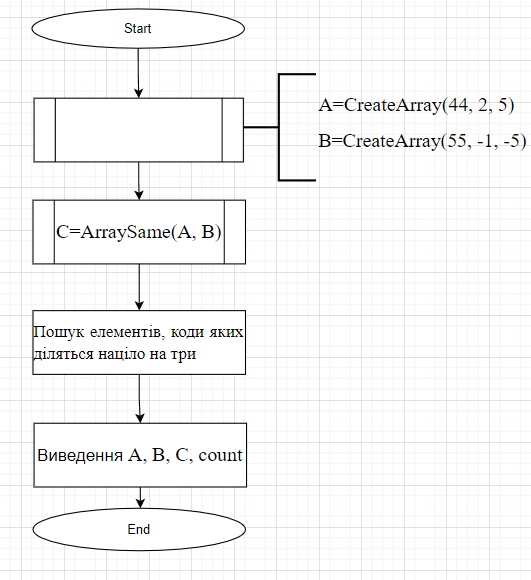 Start
A=CreateArray(44, 2, 5)
B=CreateArray(55, -1, -5)
C=ArraySame(A, B)
Пошук елементів, коди яких
діляться націло на три
Виведення A, B, C, count
End